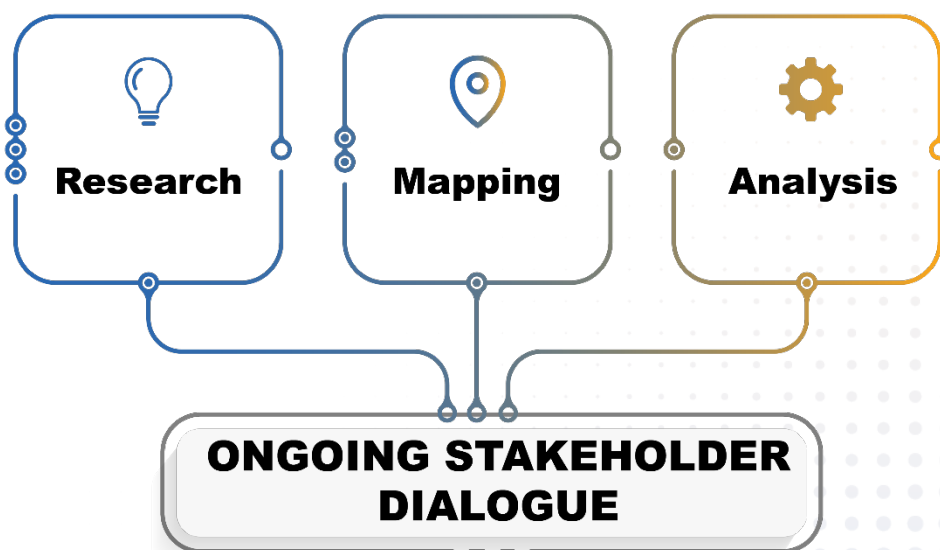 Research
Mapping
Analysis
ONGOING STAKEHOLDER
DIALOGUE